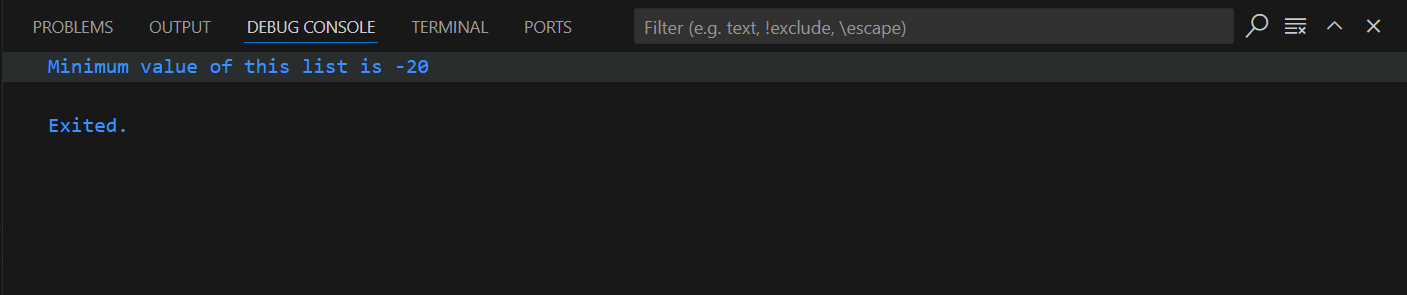 PROBLEMS OUTPUT DEBUG CONSOLE TERMINAL PORTS Filter (e.g. text, !exclude, \escape)
Minimum value of this list is -20
Exited.